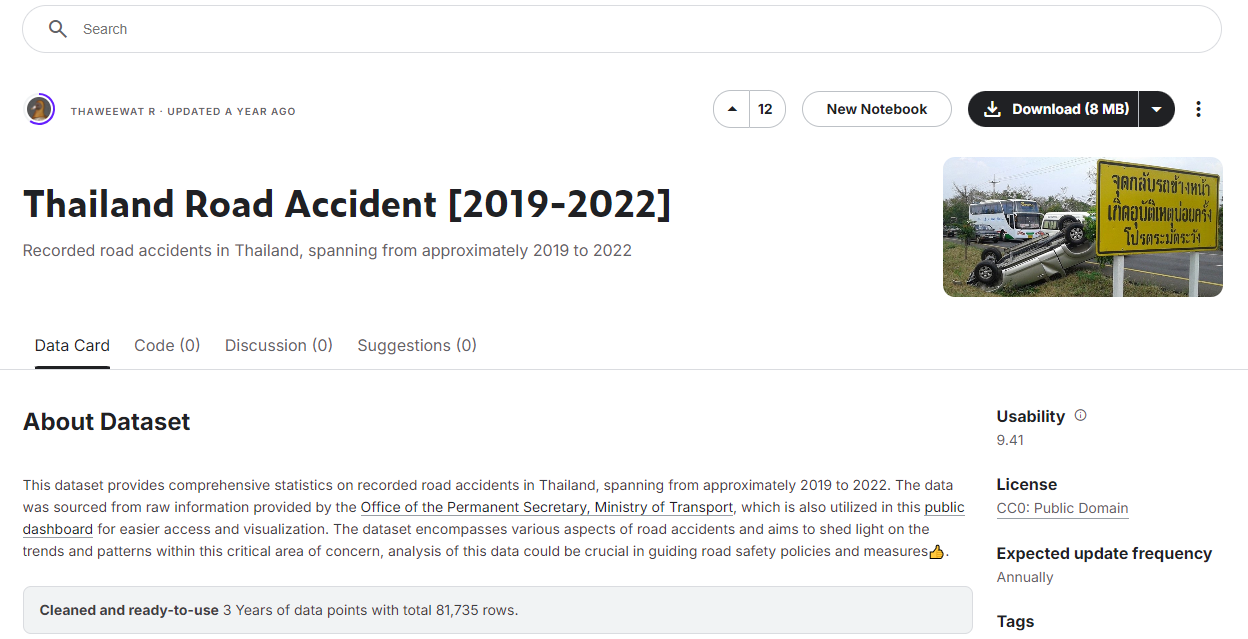 Search
THAWEEWAT R · UPDATED A YEAR AGO
12
New Notebook
Download (8 MB)
Thailand Road Accident [2019-2022]
Recorded road accidents in Thailand, spanning from approximately 2019 to 2022
จุดกลับรถข้างหน้า
เกิดอุบัติเหตุบ่อยครั้ง
โปรดระมัดระวัง
Data Card
Code (0)
Discussion (0)
Suggestions (0)
About Dataset
This dataset provides comprehensive statistics on recorded road accidents in Thailand, spanning from approximately 2019 to 2022. The data
was sourced from raw information provided by the Office of the Permanent Secretary, Ministry of Transport, which is also utilized in this public
dashboard for easier access and visualization. The dataset encompasses various aspects of road accidents and aims to shed light on the
trends and patterns within this critical area of concern, analysis of this data could be crucial in guiding road safety policies and measures👍.
Cleaned and ready-to-use 3 Years of data points with total 81,735 rows.
Usability
9.41
License
CC0: Public Domain
Expected update frequency
Annually
Tags